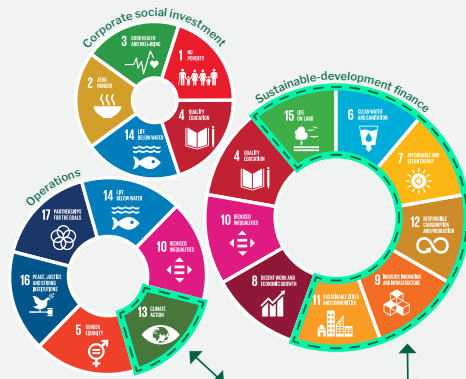 Corporate social investment
3 GOOD HEALTH
AND WELL-BEING
1 NO
POVERTY
2 ZERO
HUNGER
4 QUALITY
EDUCATION
14 LIFE
BELOW WATER
Sustainable-development finance
15 LIFE
ON LAND
6 CLEAN WATER
AND SANITATION
4 QUALITY
EDUCATION
7 AFFORDABLE AND
CLEAN ENERGY
10 REDUCED
INEQUALITIES
12 RESPONSIBLE
CONSUMPTION
AND PRODUCTION
8 DECENT WORK AND
ECONOMIC GROWTH
9 INDUSTRY, INNOVATION
AND INFRASTRUCTURE
11 SUSTAINABLE CITIES
AND COMMUNITIES
Operations
14 LIFE
BELOW WATER
17 PARTNERSHIPS
FOR THE GOALS
10 REDUCED
INEQUALITIES
16 PEACE, JUSTICE
AND STRONG
INSTITUTIONS
13 CLIMATE
ACTION
5 GENDER
EQUALITY